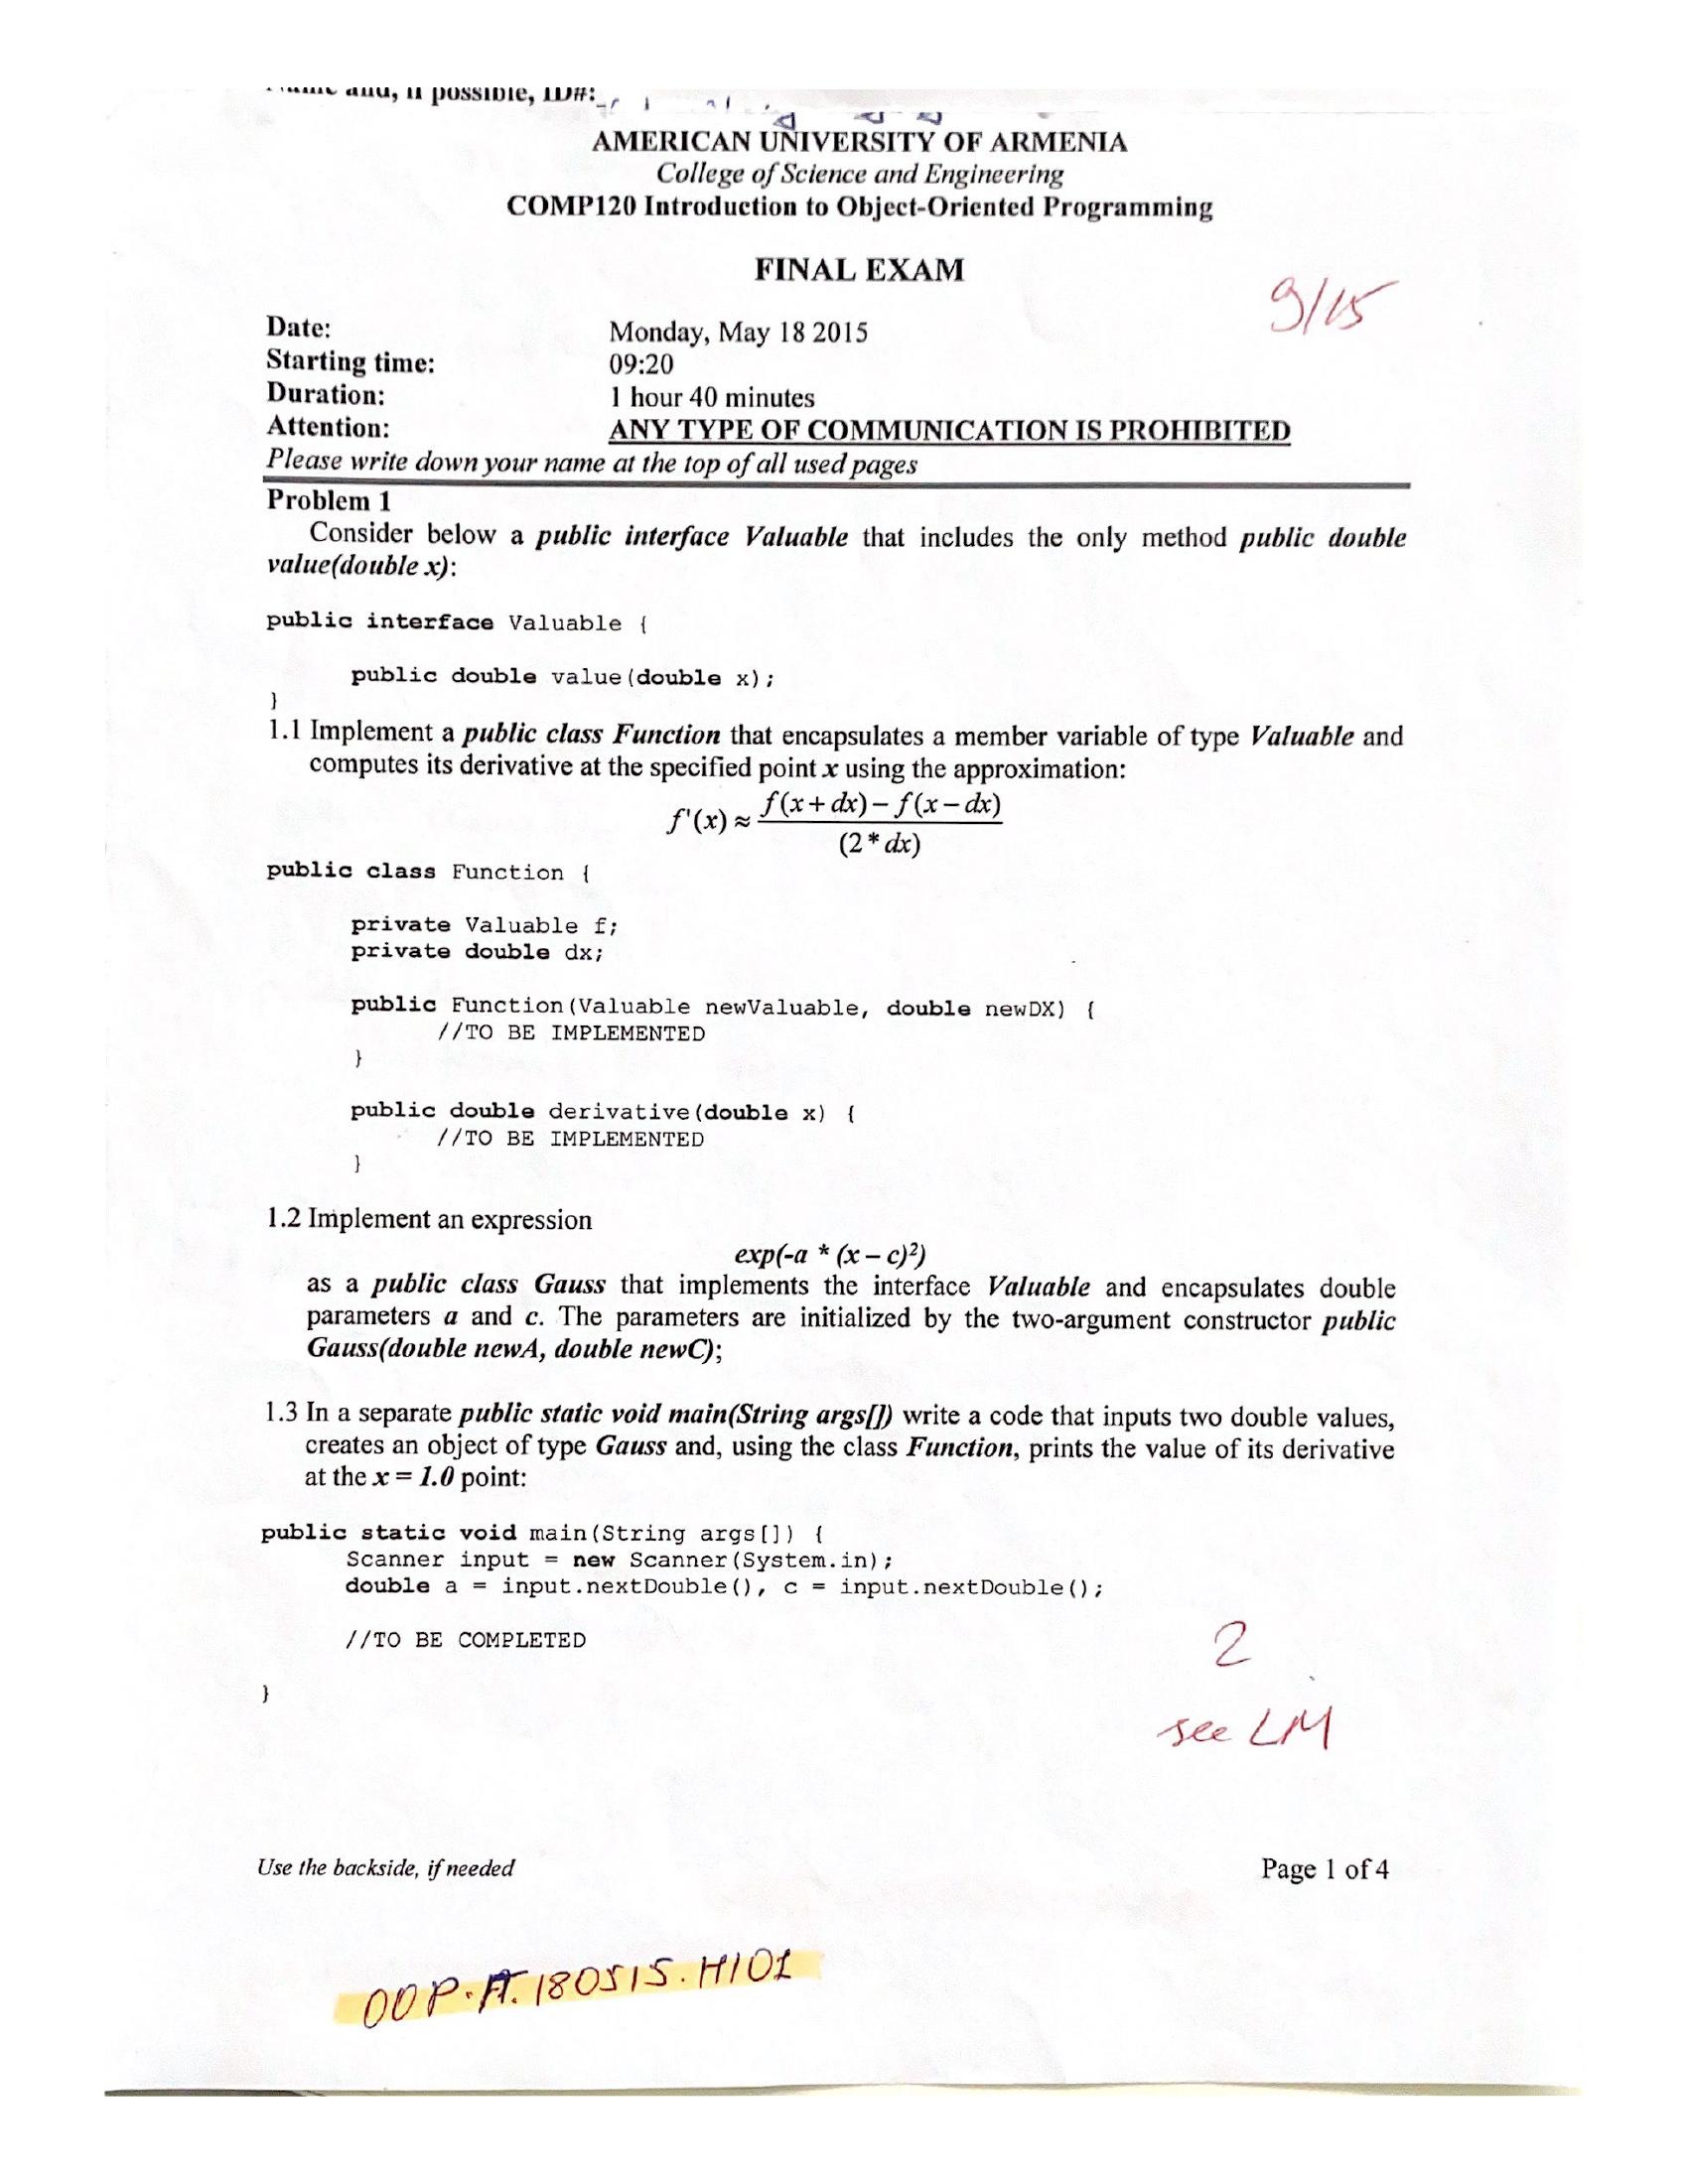 and, if possible, ID#:
AMERICAN UNIVERSITY OF ARMENIA
College of Science and Engineering
COMP120 Introduction to Object-Oriented Programming
FINAL EXAM
9/15
Date: Monday, May 18 2015
Starting time: 09:20
Duration: 1 hour 40 minutes
Attention: ANY TYPE OF COMMUNICATION IS PROHIBITED
Please write down your name at the top of all used pages
Problem 1
Consider below a public interface Valuable that includes the only method public double
value(double x):
public interface Valuable {
public double value(double x);
}
1.1 Implement a public class Function that encapsulates a member variable of type Valuable and
computes its derivative at the specified point x using the approximation:
f'(x) ≈ f(x + dx) – f(x – dx)
(2 * dx)
public class Function {
private Valuable f;
private double dx;
public Function(Valuable newValuable, double newDX) {
//TO BE IMPLEMENTED
}
public double derivative(double x) {
//TO BE IMPLEMENTED
}
1.2 Implement an expression
exp(-a * (x – c)²)
as a public class Gauss that implements the interface Valuable and encapsulates double
parameters a and c. The parameters are initialized by the two-argument constructor public
Gauss(double newA, double newC);
1.3 In a separate public static void main(String args[]) write a code that inputs two double values,
creates an object of type Gauss and, using the class Function, prints the value of its derivative
at the x = 1.0 point:
public static void main(String args[]) {
Scanner input = new Scanner(System.in);
double a = input.nextDouble(), c = input.nextDouble();
//TO BE COMPLETED
}
2
see LM
Use the backside, if needed Page 1 of 4
OOP.A.180515.H101